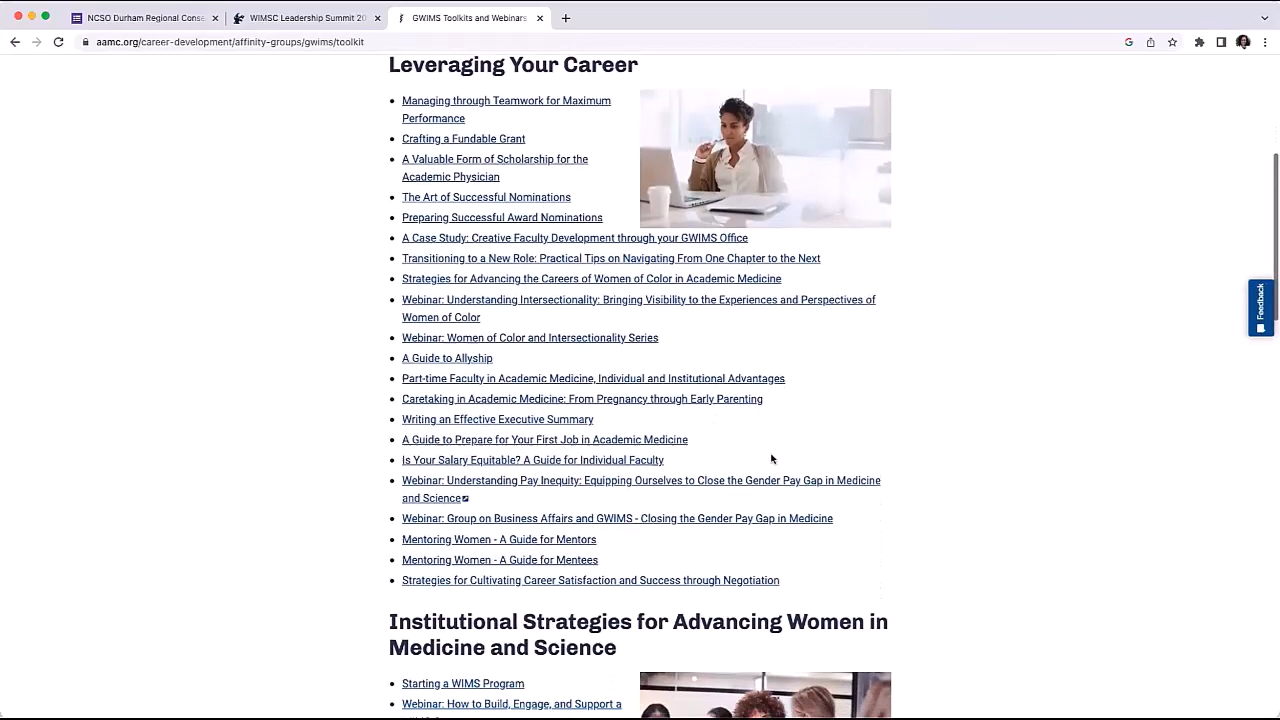 NCSO Durham Regional Conse
WIMSC Leadership Summit 20
GWIMS Toolkits and Webinars
aamc.org/career-development/affinity-groups/gwims/toolkit
Leveraging Your Career
Managing through Teamwork for Maximum
Performance
Crafting a Fundable Grant
A Valuable Form of Scholarship for the
Academic Physician
The Art of Successful Nominations
Preparing Successful Award Nominations
A Case Study: Creative Faculty Development through your GWIMS Office
Transitioning to a New Role: Practical Tips on Navigating From One Chapter to the Next
Strategies for Advancing the Careers of Women of Color in Academic Medicine
Webinar: Understanding Intersectionality: Bringing Visibility to the Experiences and Perspectives of
Women of Color
Webinar: Women of Color and Intersectionality Series
A Guide to Allyship
Feedback
Part-time Faculty in Academic Medicine, Individual and Institutional Advantages
Caretaking in Academic Medicine: From Pregnancy through Early Parenting
Writing an Effective Executive Summary
A Guide to Prepare for Your First Job in Academic Medicine
Is Your Salary Equitable? A Guide for Individual Faculty
Webinar: Understanding Pay Inequity: Equipping Ourselves to Close the Gender Pay Gap in Medicine
and Science
Webinar: Group on Business Affairs and GWIMS - Closing the Gender Pay Gap in Medicine
Mentoring Women - A Guide for Mentors
Mentoring Women - A Guide for Mentees
Strategies for Cultivating Career Satisfaction and Success through Negotiation
Institutional Strategies for Advancing Women in
Medicine and Science
Starting a WIMS Program
Webinar: How to Build, Engage, and Support a